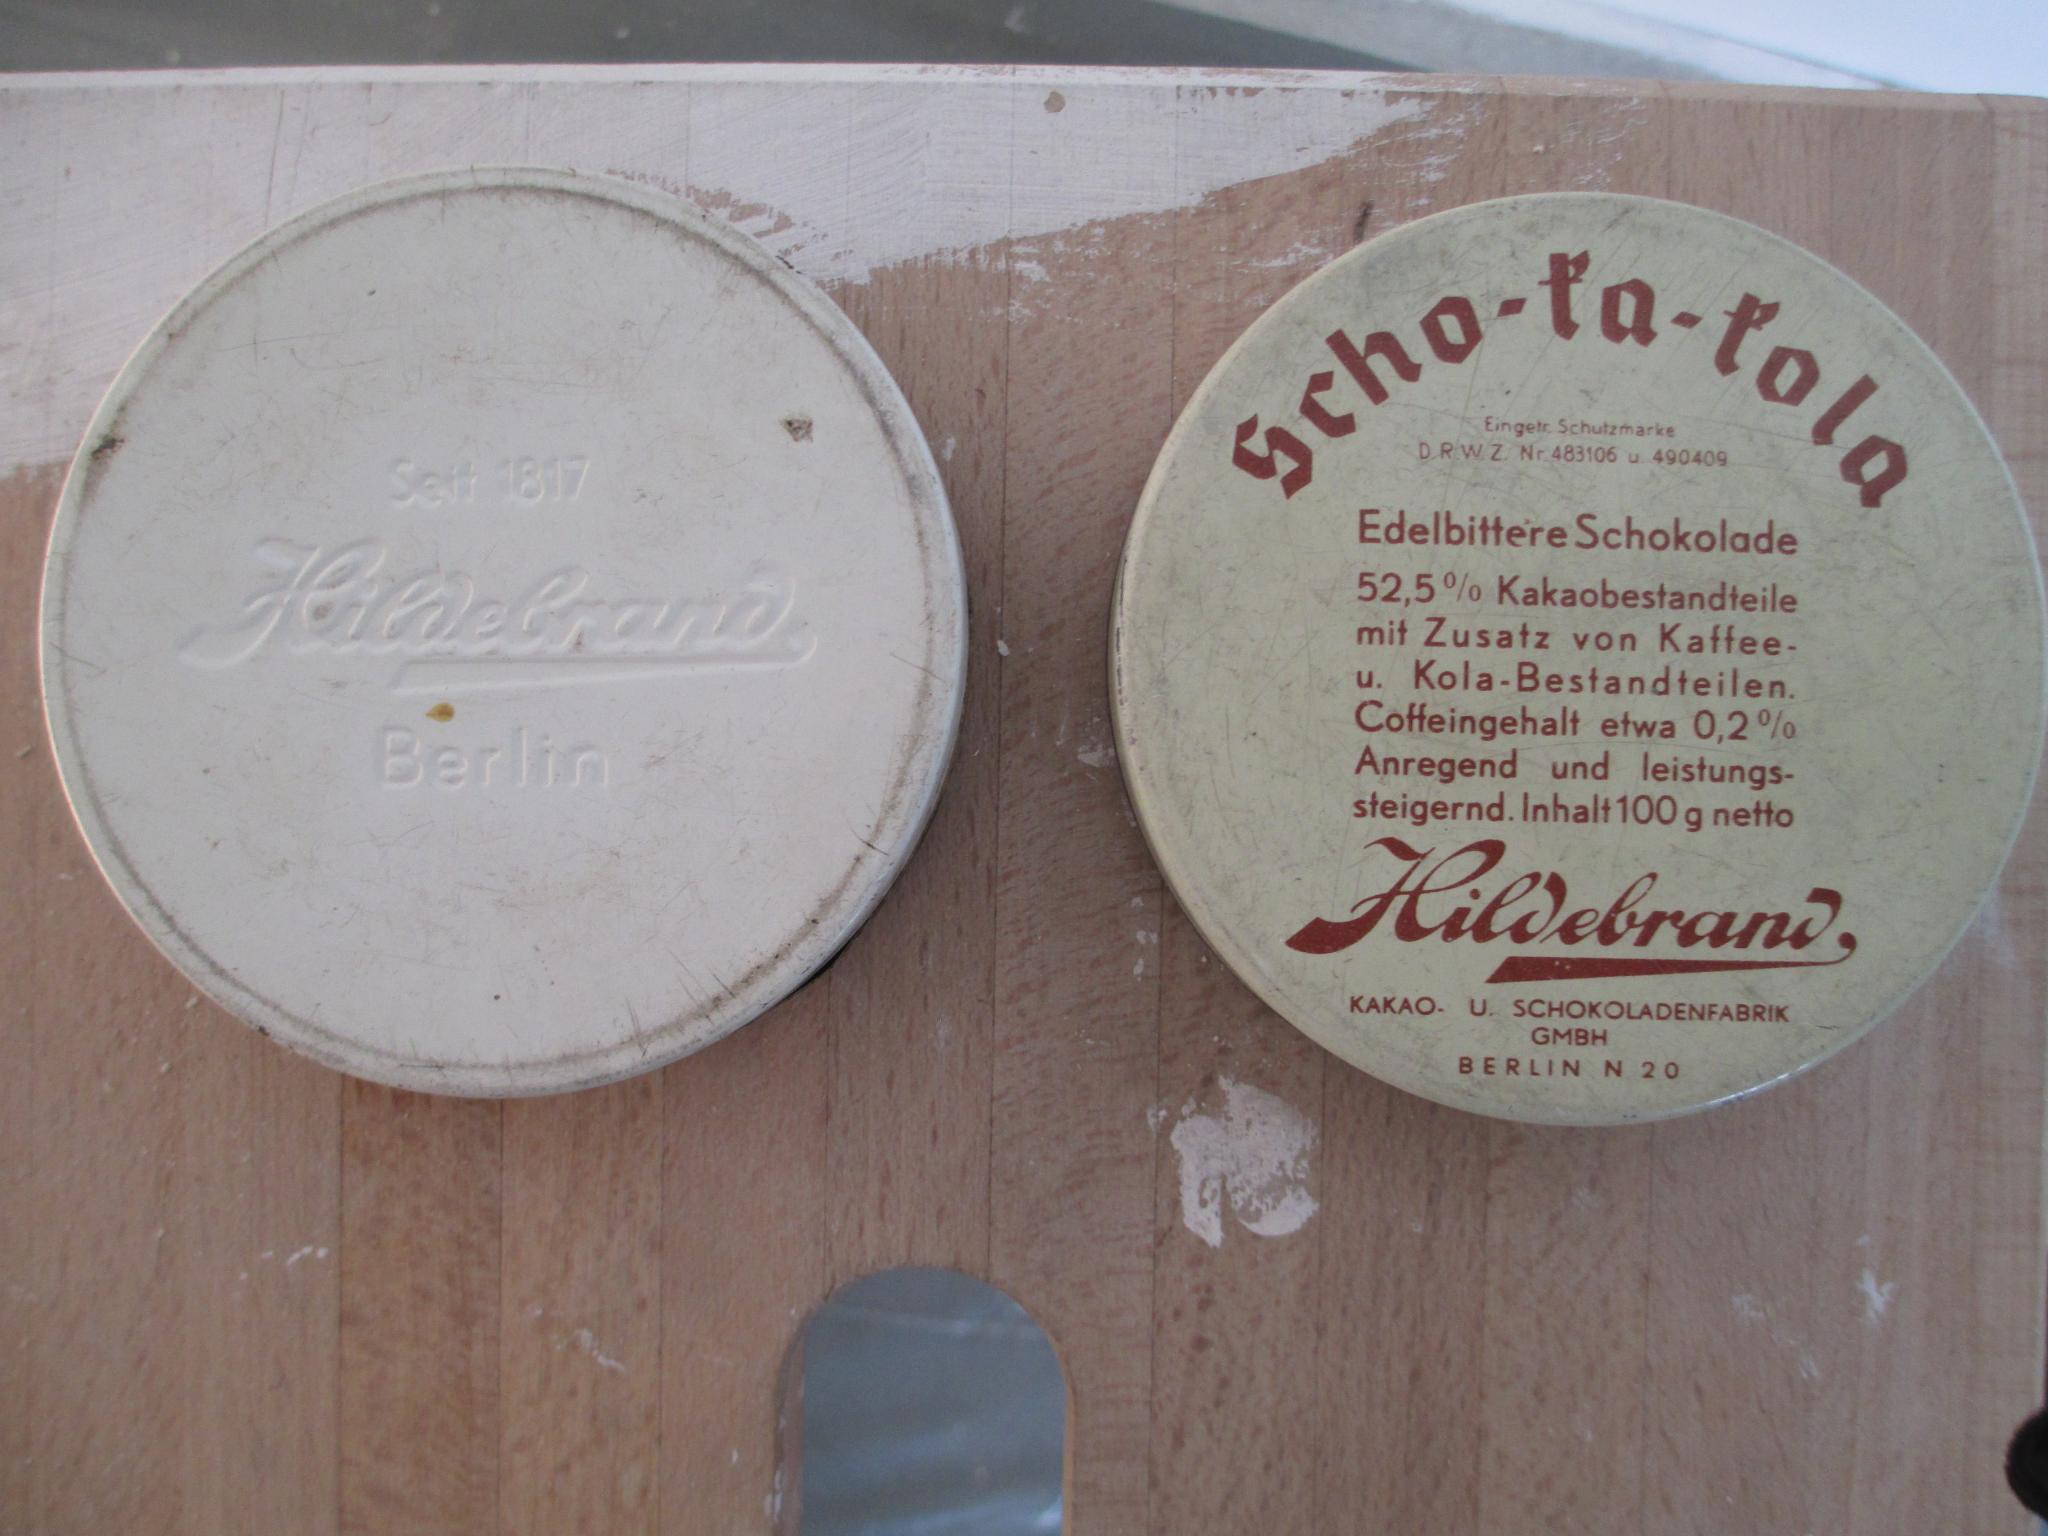 Seit 1817
Hildebrand
Berlin
Scho-ka-kola
Eingetr. Schutzmarke
D.R.W.Z. Nr. 483106 u. 490409
Edelbittere Schokolade
52,5% Kakaobestandteile
mit Zusatz von Kaffee-
u. Kola-Bestandteilen.
Coffeingehalt etwa 0,2%
Anregend und leistungs-
steigernd. Inhalt 100 g netto
Hildebrand
KAKAO- U. SCHOKOLADENFABRIK
GMBH
BERLIN N 20